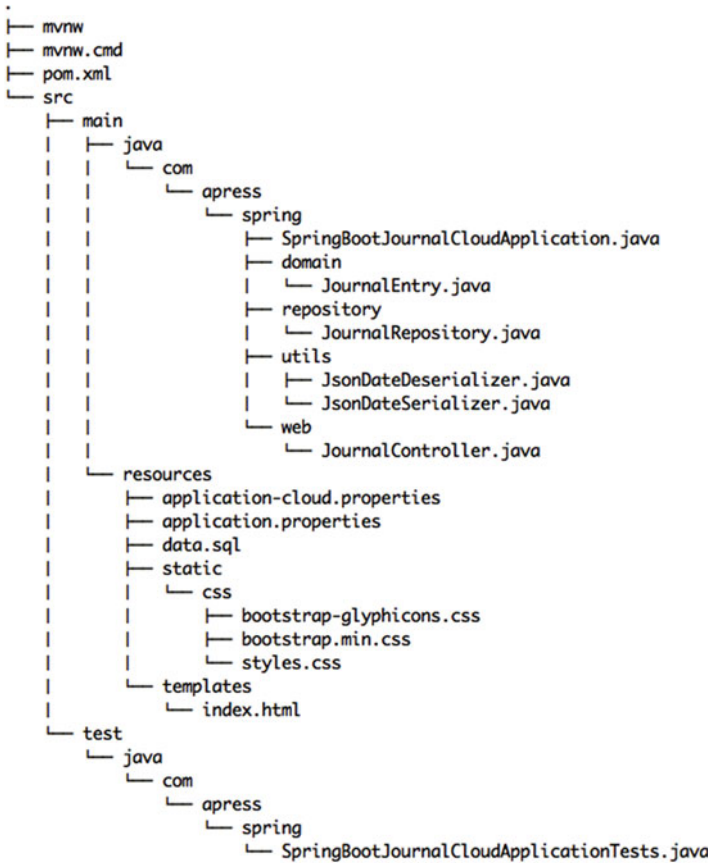 .
├── mvnw
├── mvnw.cmd
├── pom.xml
└── src
    ├── main
    │   ├── java
    │   │   └── com
    │   │       └── apress
    │   │           └── spring
    │   │               ├── SpringBootJournalCloudApplication.java
    │   │               ├── domain
    │   │               │   └── JournalEntry.java
    │   │               ├── repository
    │   │               │   └── JournalRepository.java
    │   │               ├── utils
    │   │               │   ├── JsonDateDeserializer.java
    │   │               │   └── JsonDateSerializer.java
    │   │               └── web
    │   │                   └── JournalController.java
    │   └── resources
    │       ├── application-cloud.properties
    │       ├── application.properties
    │       ├── data.sql
    │       ├── static
    │       │   └── css
    │       │       ├── bootstrap-glyphicons.css
    │       │       ├── bootstrap.min.css
    │       │       └── styles.css
    │       └── templates
    │           └── index.html
    └── test
        └── java
            └── com
                └── apress
                    └── spring
                        └── SpringBootJournalCloudApplicationTests.java